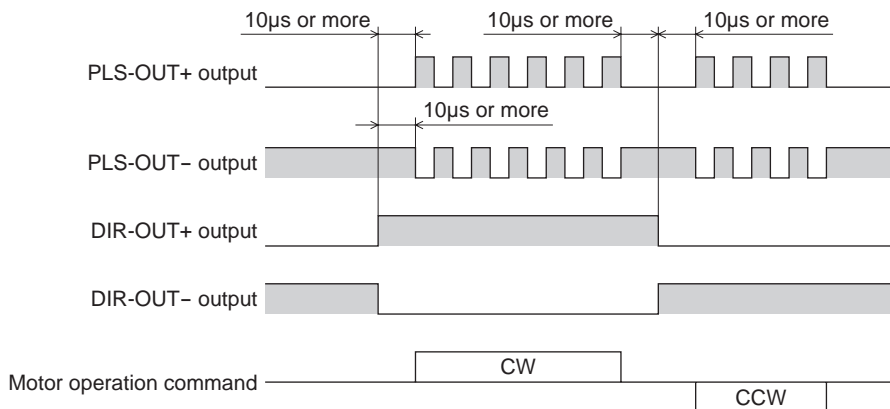 10µs or more 10µs or more 10µs or more
PLS-OUT+ output
10µs or more
PLS-OUT− output
DIR-OUT+ output
DIR-OUT− output
Motor operation command
CW
CCW